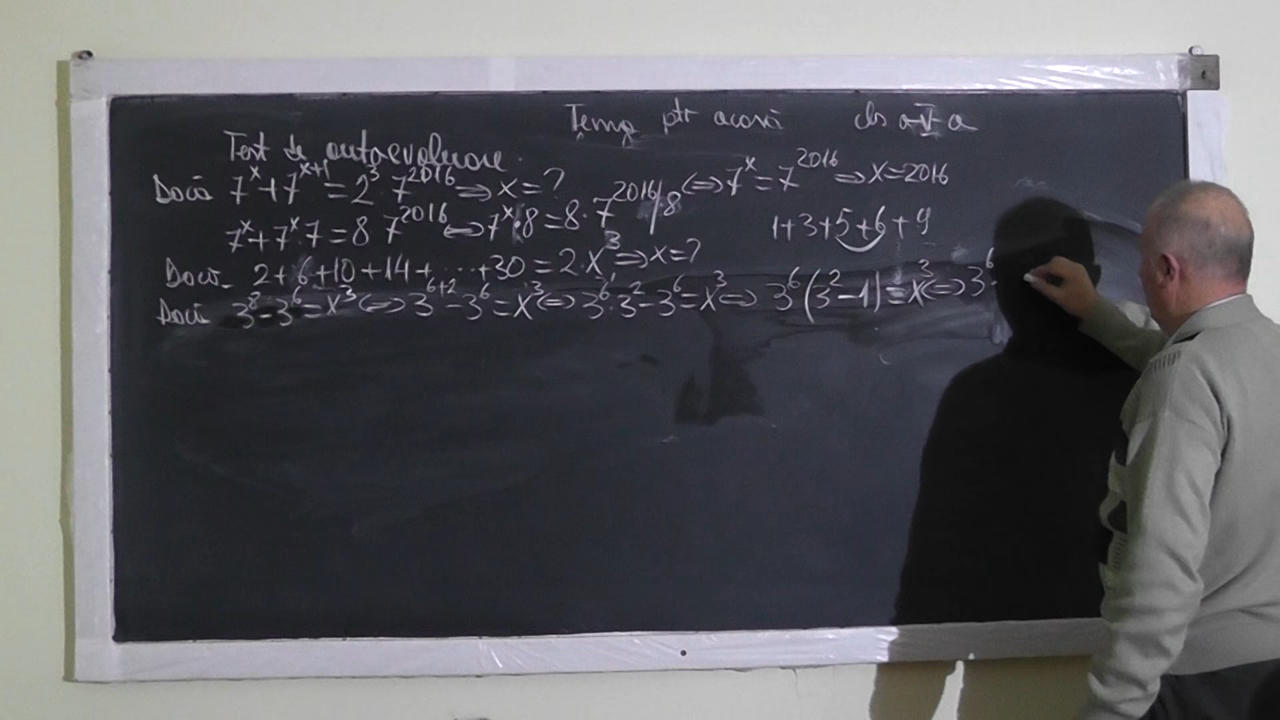 Temă ptr acasă cls a V a
Test de autoevaluare.
Dacă 7^x+7^{x+1}=2^3·7^{2016}⇒x=? ⇔7^x=7^{2016}⇒x=2016
7^x+7^x·7=8·7^{2016}⇔7^x·8=8·7^{2016}/:8
1+3+5+6+9
Dacă 2+6+10+14+...+30=2·x^3⇒x=?
Dacă 3^8-3^6=x^3⇔3^{6+2}-3^6=x^3⇔3^6·3^2-3^6=x^3⇔3^6(3^2-1)=x^3⇔3^6